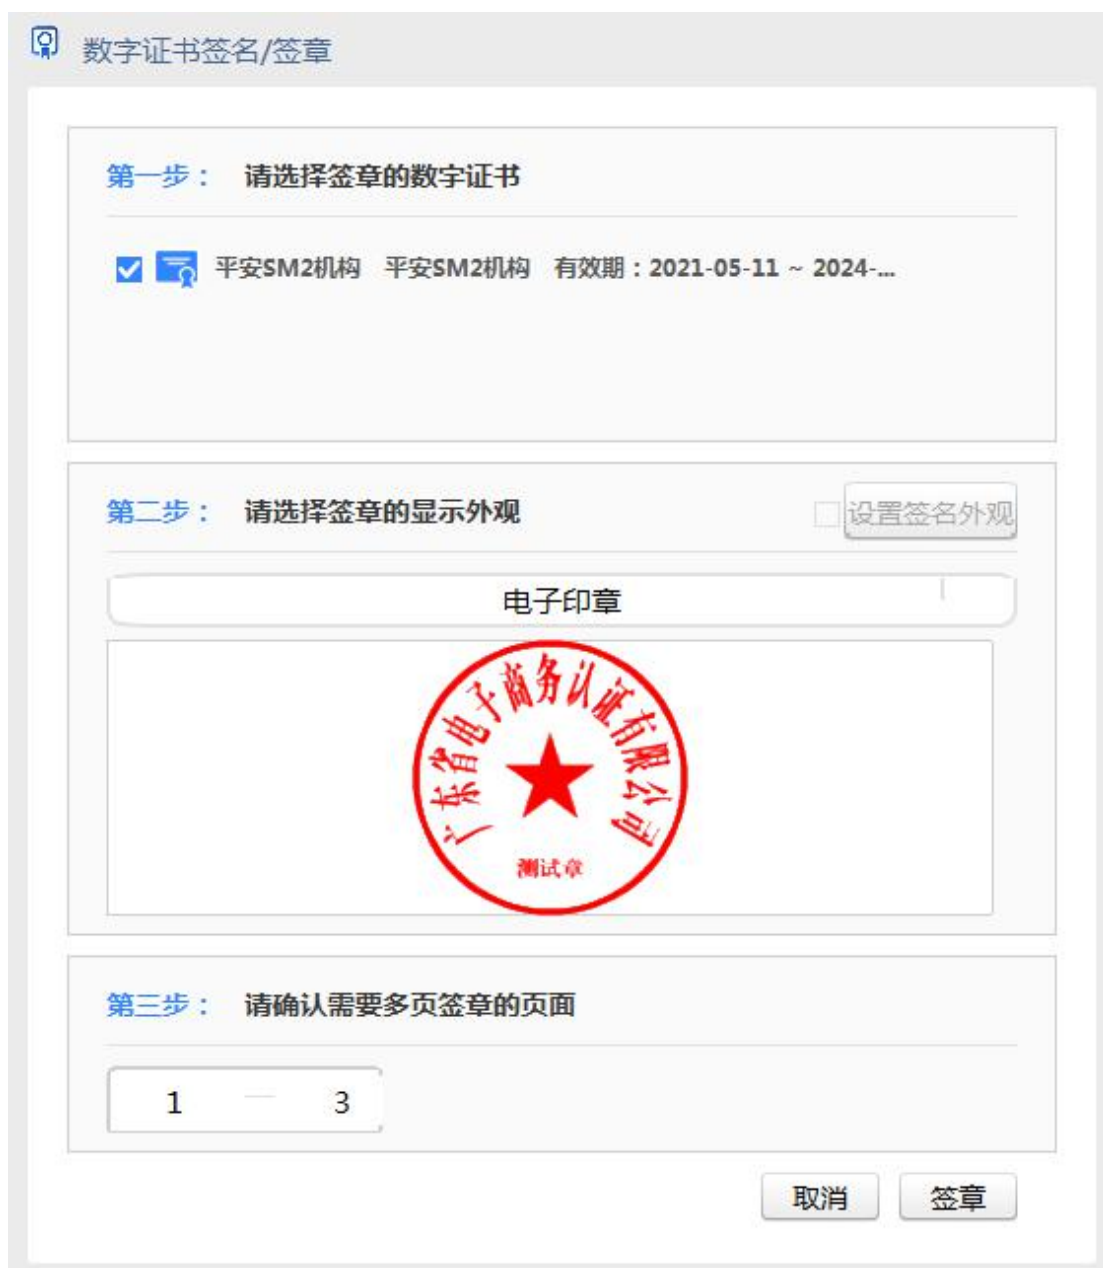 数字证书签名/签章
第一步： 请选择签章的数字证书
平安SM2机构 平安SM2机构 有效期：2021-05-11 ~ 2024-...
第二步： 请选择签章的显示外观
设置签名外观
电子印章
广东省电子商务认证有限公司
测试章
第三步： 请确认需要多页签章的页面
1 — 3
取消 签章